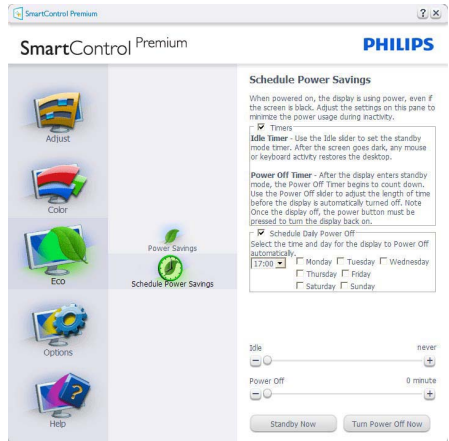 SmartControl Premium
SmartControl Premium
PHILIPS
Adjust
Color
Eco
Options
Help
Power Savings
Schedule Power Savings
Schedule Power Savings
When powered on, the display is using power, even if
the screen is black. Adjust the settings on this pane to
minimize the power usage during inactivity.
Timers
Idle Timer - Use the Idle slider to set the standby
mode timer. After the screen goes dark, any mouse
or keyboard activity restores the desktop.
Power Off Timer - After the display enters standby
mode, the Power Off Timer begins to count down.
Use the Power Off slider to adjust the length of time
before the display is automatically turned off. Note
Once the display off, the power button must be
pressed to turn the display back on.
Schedule Daily Power Off
Select the time and day for the display to Power Off
automatically.
17:00 Monday Tuesday Wednesday
Thursday Friday
Saturday Sunday
Idle never
Power Off 0 minute
Standby Now Turn Power Off Now